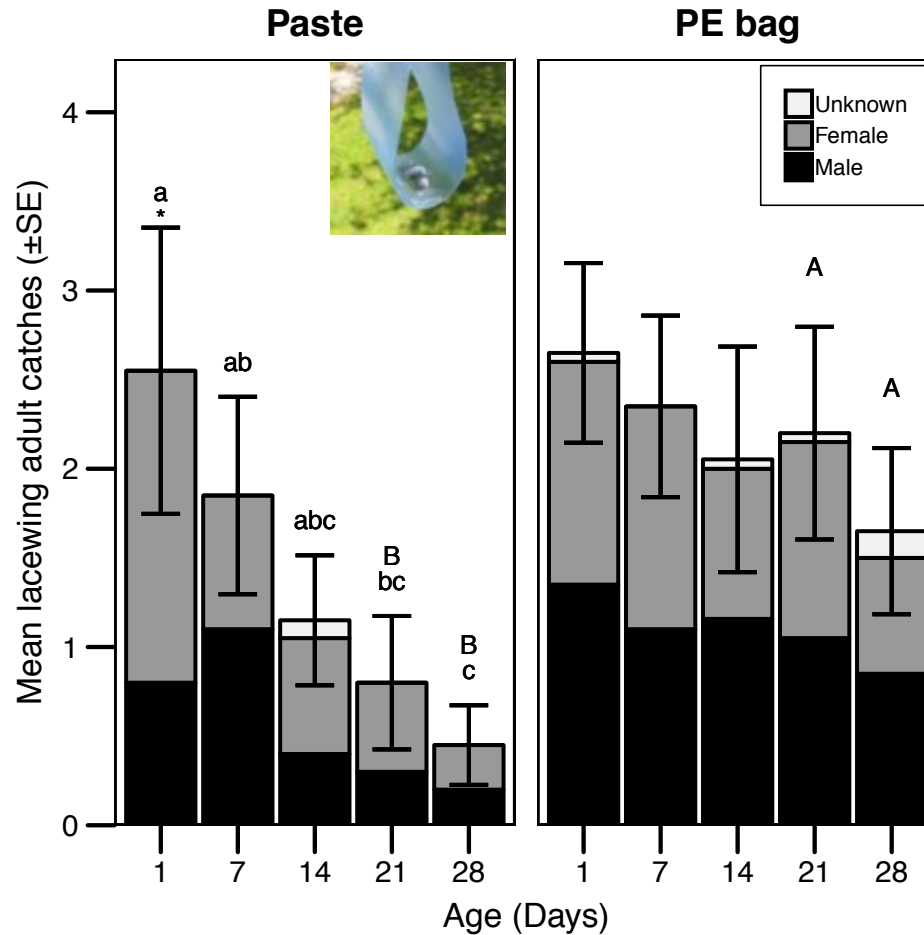 Paste
PE bag
Mean lacewing adult catches (±SE)
4
3
2
1
0
a
*
ab
abc
B
bc
B
c
Unknown
Female
Male
A
A
1 7 14 21 28
1 7 14 21 28
Age (Days)